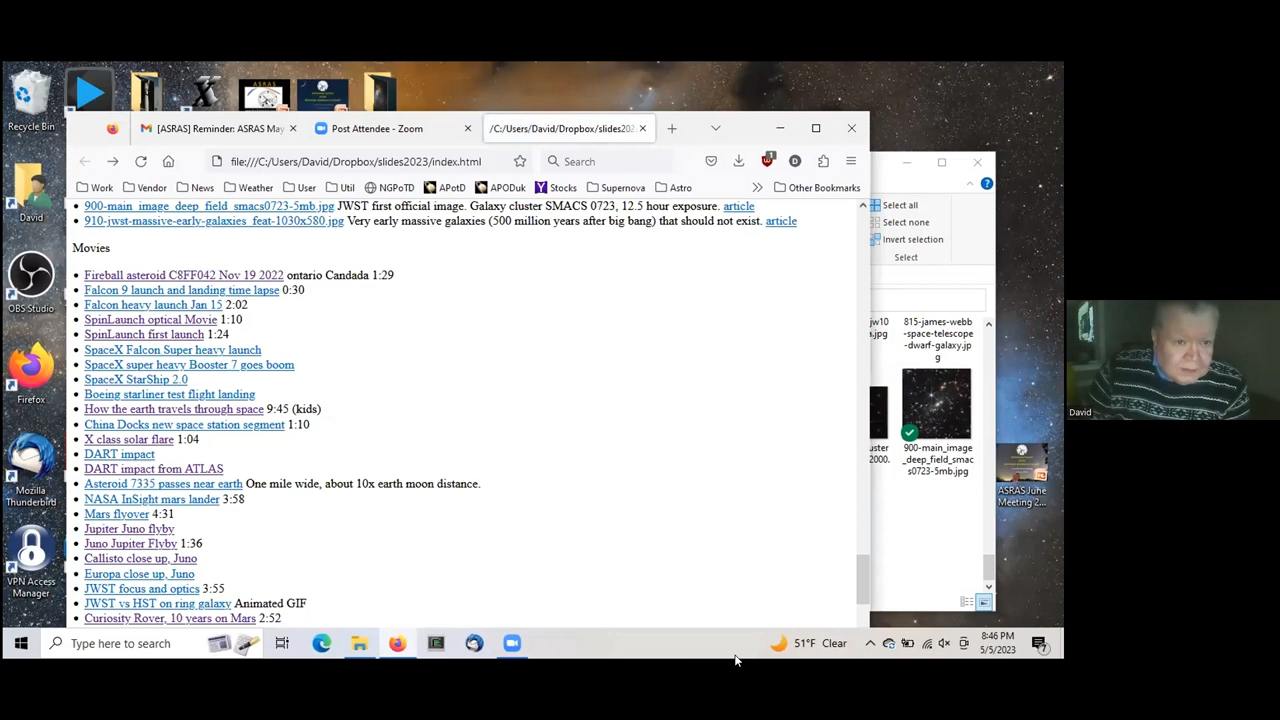 ASRAS
[ASRAS] Reminder: ASRAS May
Post Attendee - Zoom
/C:/Users/David/Dropbox/slides202
file:///C:/Users/David/Dropbox/slides2023/index.html
Search
1
D
Work
Vendor
News
Weather
User
Util
NGPoTD
APotD
APODuk
Stocks
Supernova
Astro
Other Bookmarks
900-main_image_deep_field_smacs0723-5mb.jpg JWST first official image. Galaxy cluster SMACS 0723, 12.5 hour exposure. article
910-jwst-massive-early-galaxies_feat-1030x580.jpg Very early massive galaxies (500 million years after big bang) that should not exist. article
Movies
Fireball asteroid C8FF042 Nov 19 2022 ontario Candada 1:29
Falcon 9 launch and landing time lapse 0:30
Falcon heavy launch Jan 15 2:02
SpinLaunch optical Movie 1:10
SpinLaunch first launch 1:24
SpaceX Falcon Super heavy launch
SpaceX super heavy Booster 7 goes boom
SpaceX StarShip 2.0
Boeing starliner test flight landing
How the earth travels through space 9:45 (kids)
China Docks new space station segment 1:10
X class solar flare 1:04
DART impact
DART impact from ATLAS
Asteroid 7335 passes near earth One mile wide, about 10x earth moon distance.
NASA InSight mars lander 3:58
Mars flyover 4:31
Jupiter Juno flyby
Juno Jupiter Flyby 1:36
Callisto close up, Juno
Europa close up, Juno
JWST focus and optics 3:55
JWST vs HST on ring galaxy Animated GIF
Curiosity Rover, 10 years on Mars 2:52
Select all
Select none
Invert selection
Select
jw10
a.jpg
815-james-webb
-space-telescope
-dwarf-galaxy.jp
g
uster
2000.
900-main_image
_deep_field_smac
s0723-5mb.jpg
Recycle Bin
David
OBS Studio
Firefox
Mozilla
Thunderbird
VPN Access
Manager
ASRAS June
Meeting 2...
David
Type here to search
51°F Clear
8:46 PM
5/5/2023
7